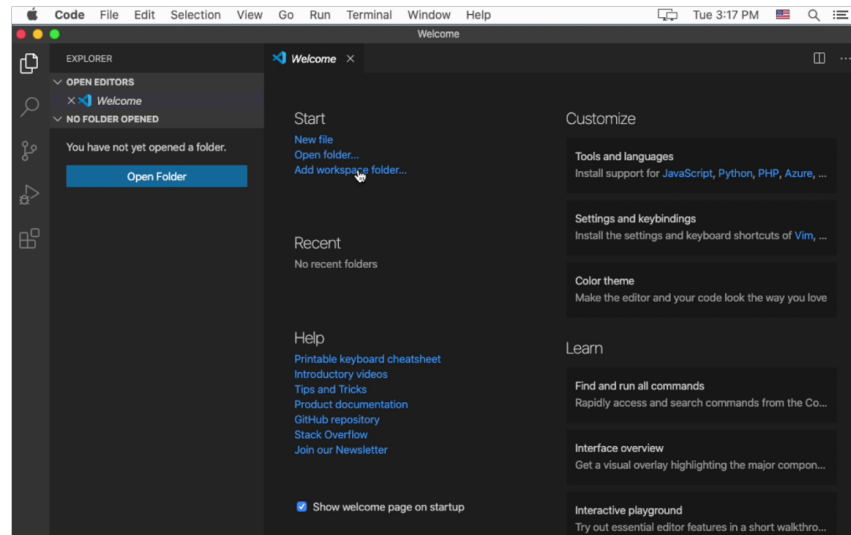 Code File Edit Selection View Go Run Terminal Window Help Tue 3:17 PM
Welcome
EXPLORER
OPEN EDITORS
Welcome
NO FOLDER OPENED
You have not yet opened a folder.
Open Folder
Welcome
Start
New file
Open folder...
Add workspace folder...
Recent
No recent folders
Help
Printable keyboard cheatsheet
Introductory videos
Tips and Tricks
Product documentation
GitHub repository
Stack Overflow
Join our Newsletter
Show welcome page on startup
Customize
Tools and languages
Install support for JavaScript, Python, PHP, Azure, ...
Settings and keybindings
Install the settings and keyboard shortcuts of Vim, ...
Color theme
Make the editor and your code look the way you love
Learn
Find and run all commands
Rapidly access and search commands from the Co...
Interface overview
Get a visual overlay highlighting the major compon...
Interactive playground
Try out essential editor features in a short walkthro...